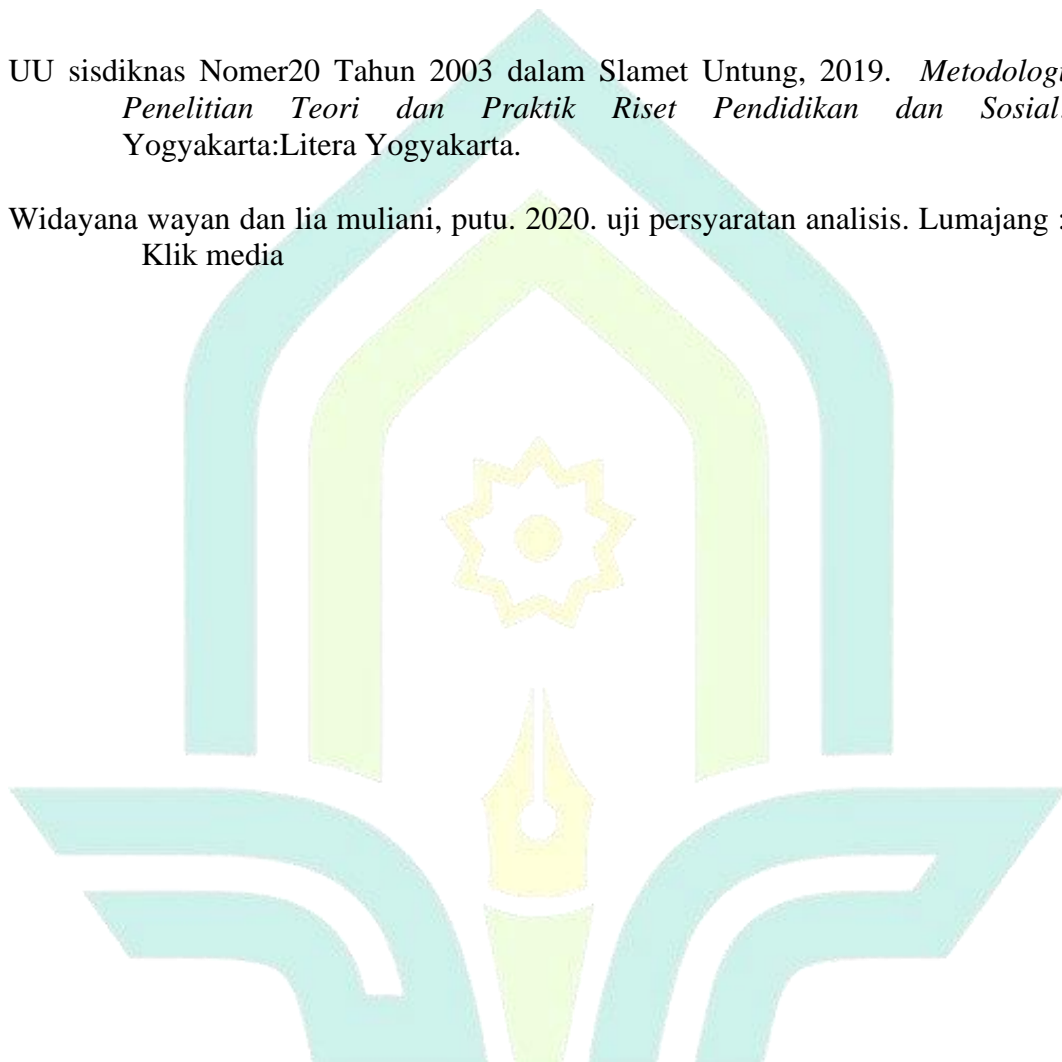 UU sisdiknas Nomer20 Tahun 2003 dalam Slamet Untung, 2019. Metodologi
Penelitian Teori dan Praktik Riset Pendidikan dan Sosial.
Yogyakarta:Litera Yogyakarta.
Widayana wayan dan lia muliani, putu. 2020. uji persyaratan analisis. Lumajang :
Klik media